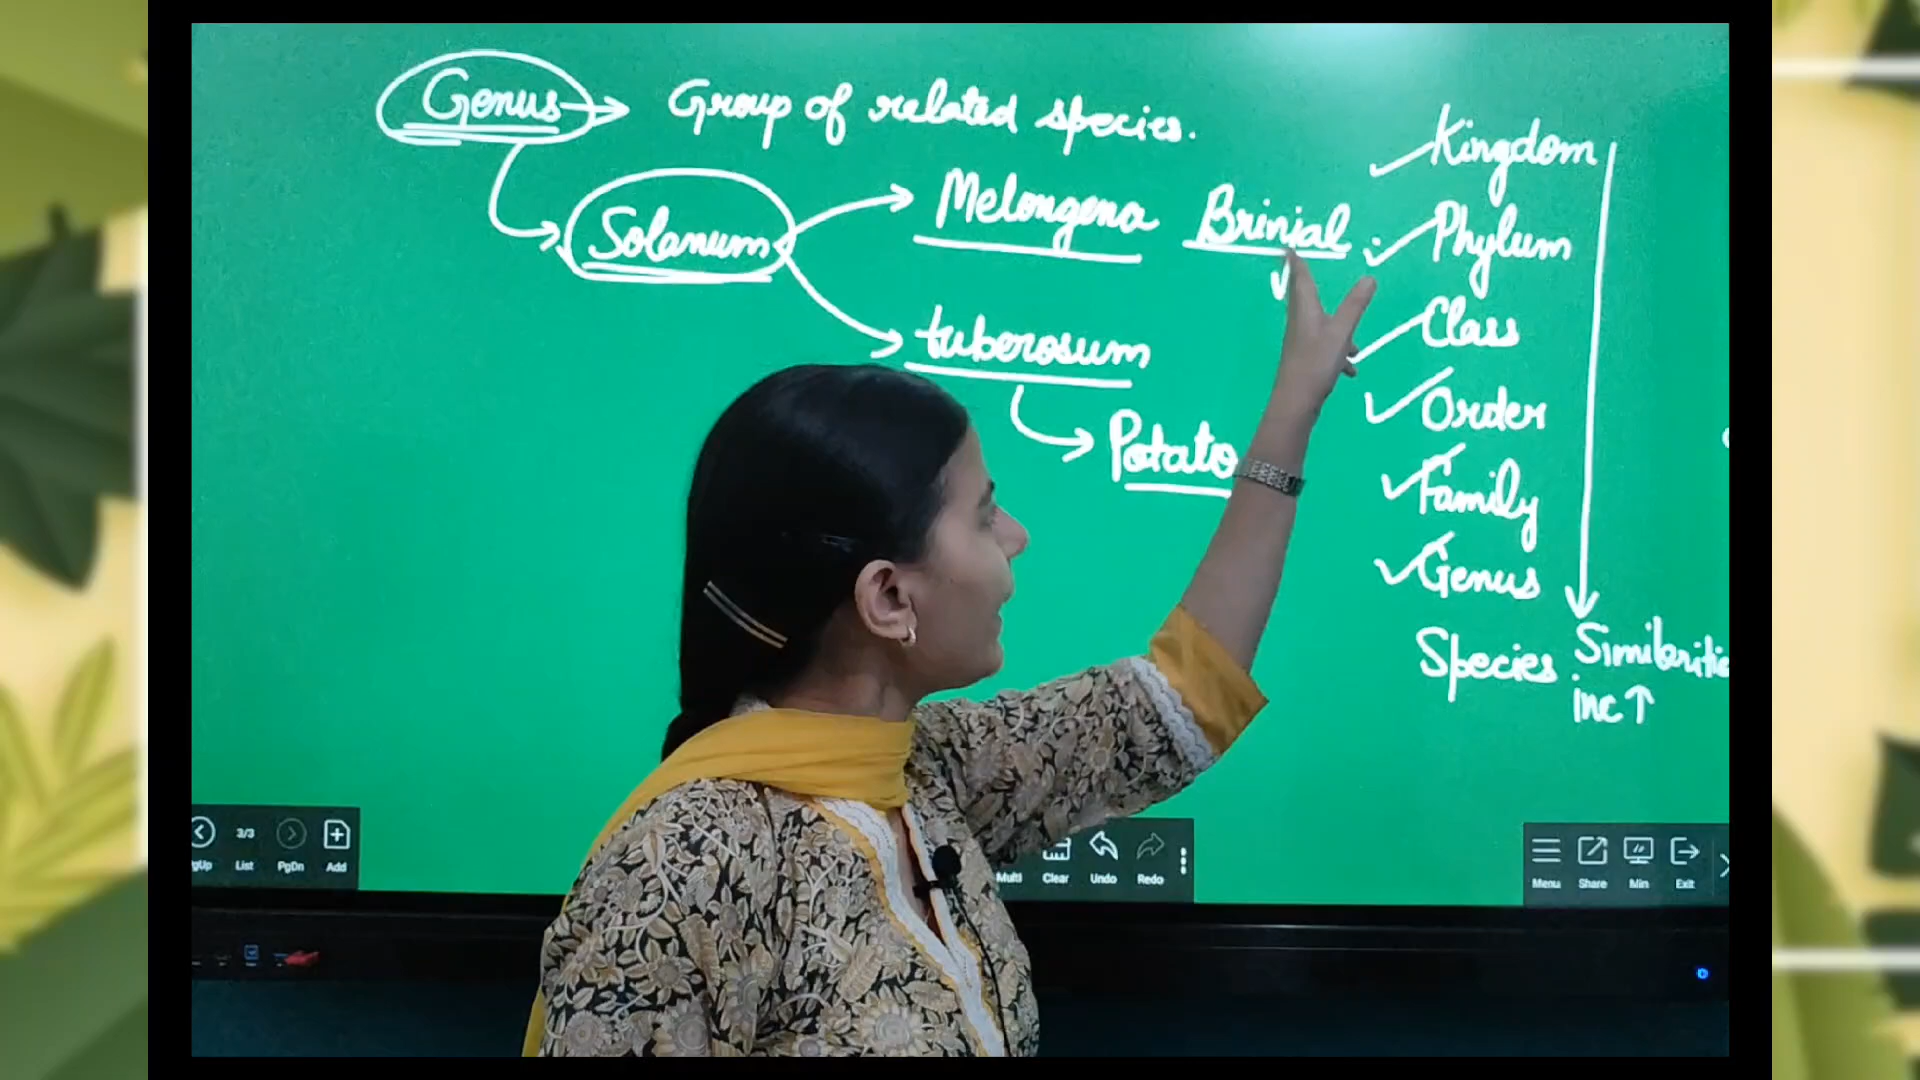 Genus → Group of related species.
Solanum
Melongena Brinjal
tuberosum
Potato
Kingdom
Phylum
Class
Order
Family
Genus
Species
inc ↑
3/3
List
PgDn
Add
Multi
Clear
Undo
Redo
Menu
Share
Min
Exit